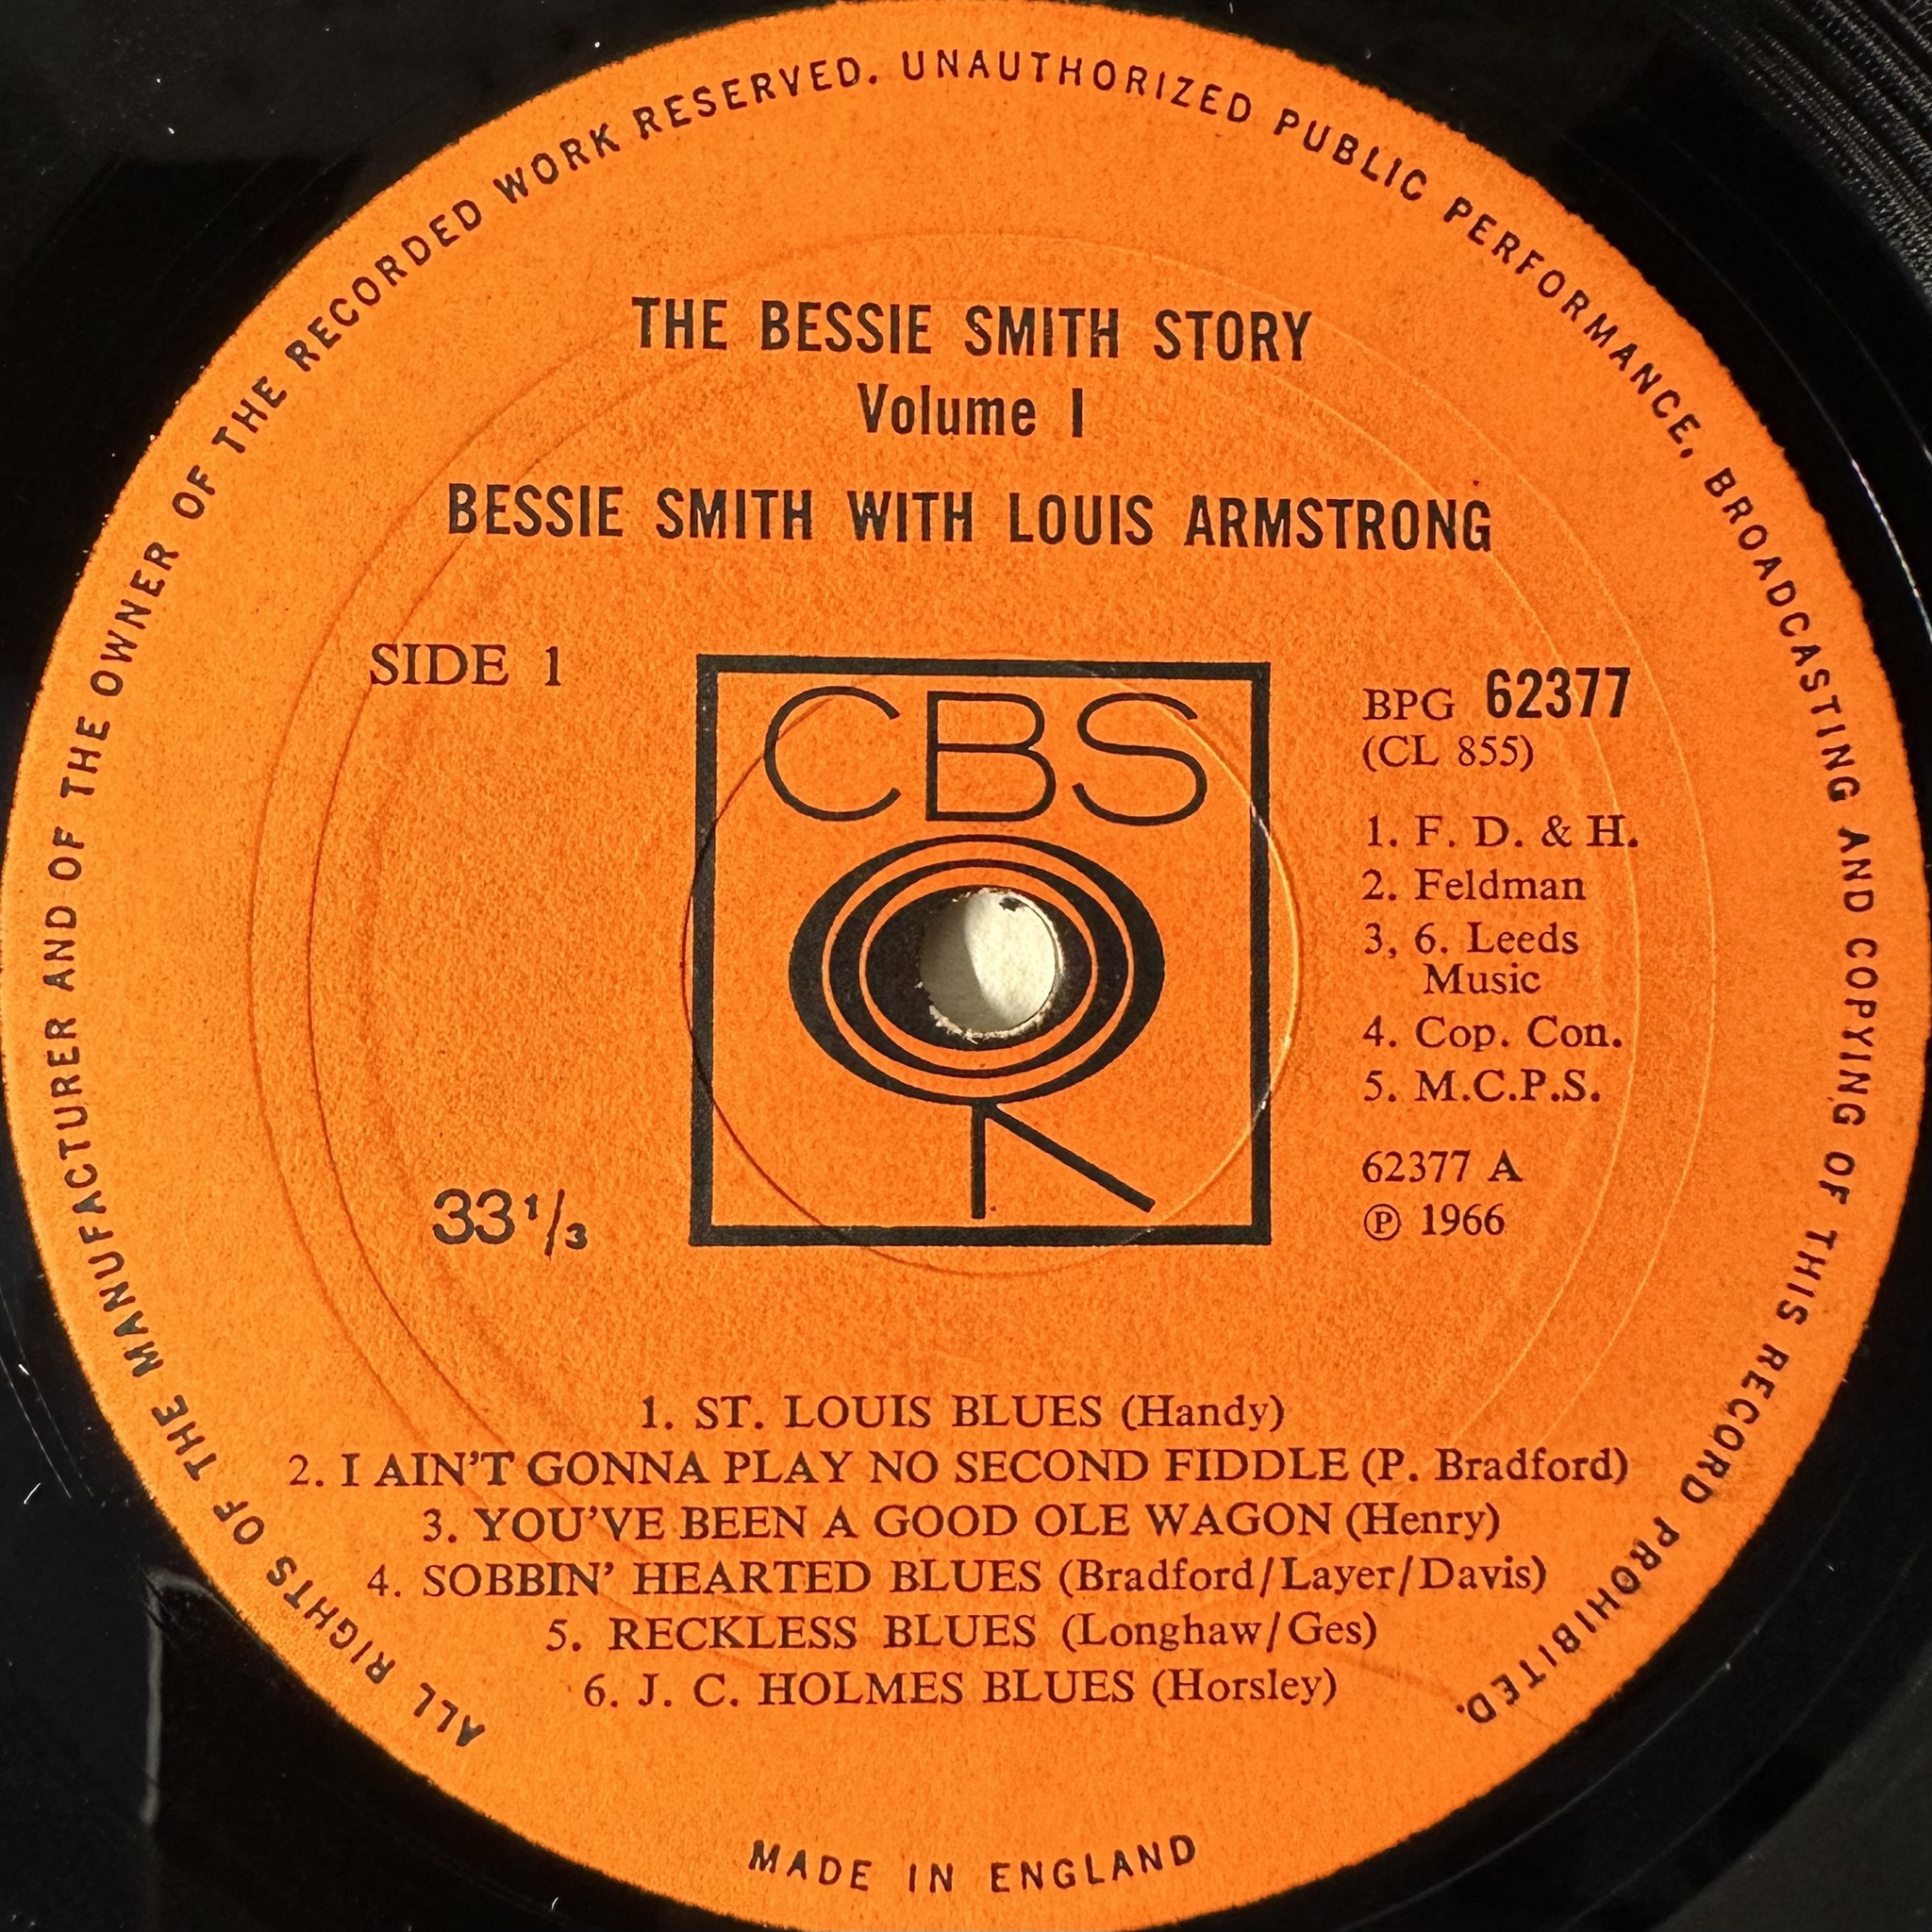 ALL RIGHTS OF THE MANUFACTURER AND OF THE OWNER OF THE RECORDED WORK RESERVED. UNAUTHORIZED PUBLIC PERFORMANCE, BROADCASTING AND COPYING OF THIS RECORD PROHIBITED.
THE BESSIE SMITH STORY
Volume 1
BESSIE SMITH WITH LOUIS ARMSTRONG
SIDE 1
CBS
BPG 62377
(CL 855)
1. F. D. & H.
2. Feldman
3, 6. Leeds
Music
4. Cop. Con.
5. M.C.P.S.
62377 A
℗ 1966
33 1/3
1. ST. LOUIS BLUES (Handy)
2. I AIN'T GONNA PLAY NO SECOND FIDDLE (P. Bradford)
3. YOU'VE BEEN A GOOD OLE WAGON (Henry)
4. SOBBIN' HEARTED BLUES (Bradford/Layer/Davis)
5. RECKLESS BLUES (Longhaw/Ges)
6. J. C. HOLMES BLUES (Horsley)
MADE IN ENGLAND